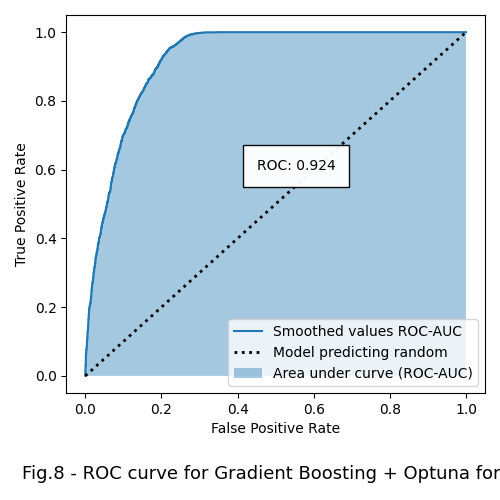 1.0
0.8
0.6
0.4
0.2
0.0
True Positive Rate
ROC: 0.924
Smoothed values ROC-AUC
Model predicting random
Area under curve (ROC-AUC)
0.0 0.2 0.4 0.6 0.8 1.0
False Positive Rate
Fig.8 - ROC curve for Gradient Boosting + Optuna for